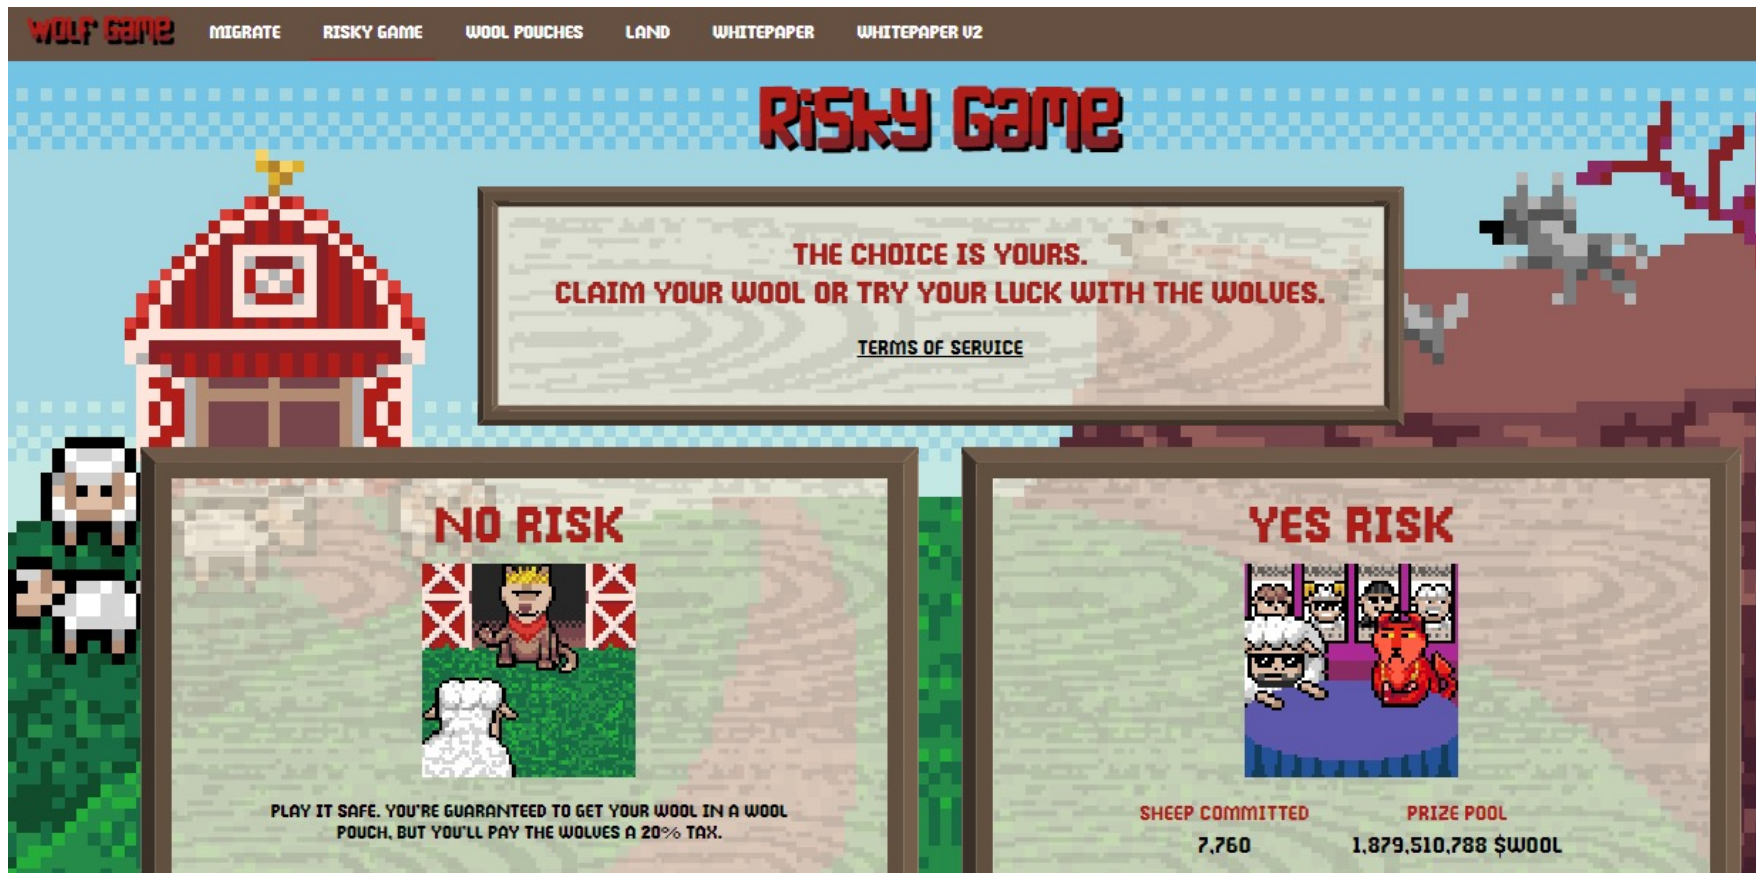 WOLF GAME
MIGRATE
RISKY GAME
WOOL POUCHES
LAND
WHITEPAPER
WHITEPAPER V2
RISKY GAME
THE CHOICE IS YOURS.
CLAIM YOUR WOOL OR TRY YOUR LUCK WITH THE WOLVES.
TERMS OF SERVICE
NO RISK
PLAY IT SAFE. YOU'RE GUARANTEED TO GET YOUR WOOL IN A WOOL
POUCH, BUT YOU'LL PAY THE WOLVES A 20% TAX.
YES RISK
SHEEP COMMITTED
7,760
PRIZE POOL
1,879,510,788 $WOOL